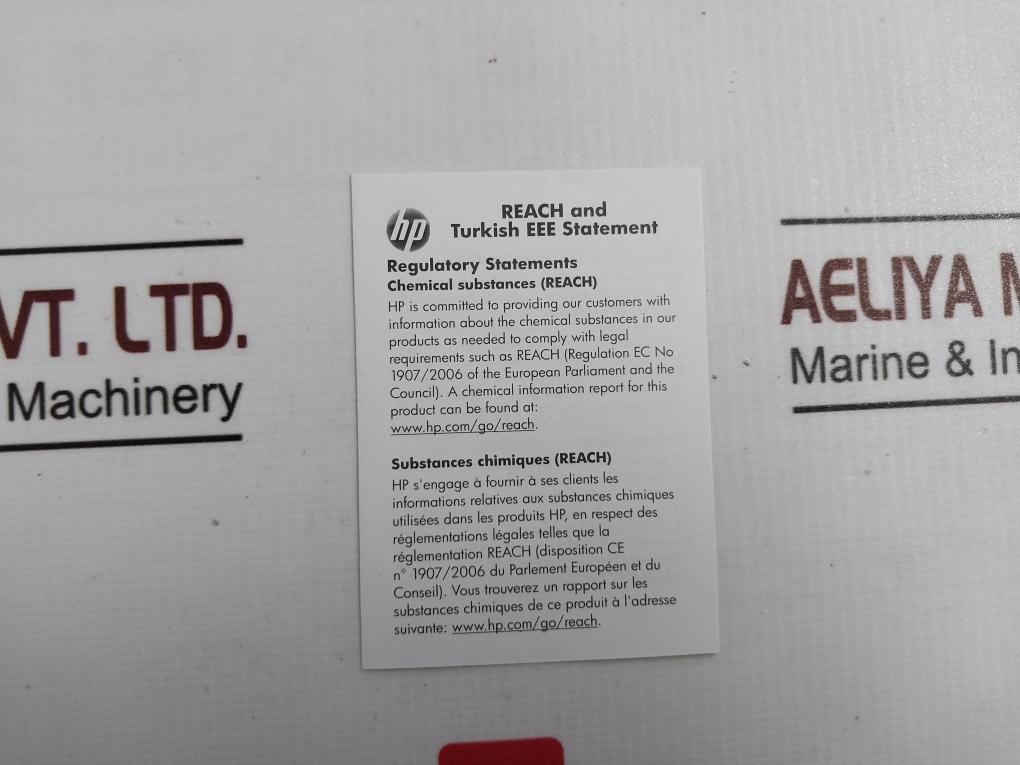 VT. LTD.
Machinery
hp
REACH and
Turkish EEE Statement
Regulatory Statements
Chemical substances (REACH)
HP is committed to providing our customers with
information about the chemical substances in our
products as needed to comply with legal
requirements such as REACH (Regulation EC No
1907/2006 of the European Parliament and the
Council). A chemical information report for this
product can be found at:
www.hp.com/go/reach.
Substances chimiques (REACH)
HP s'engage à fournir à ses clients les
informations relatives aux substances chimiques
utilisées dans les produits HP, en respect des
réglementations légales telles que la
réglementation REACH (disposition CE
n° 1907/2006 du Parlement Européen et du
Conseil). Vous trouverez un rapport sur les
substances chimiques de ce produit à l'adresse
suivante: www.hp.com/go/reach.
AELIYA M
Marine & In